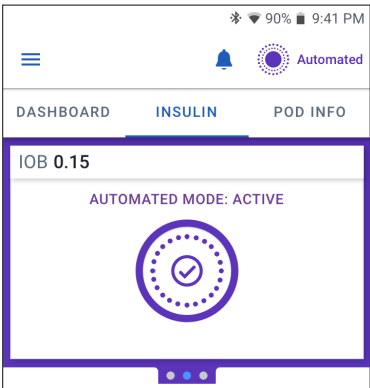 90% 9:41 PM
Automated
DASHBOARD INSULIN POD INFO
IOB 0.15
AUTOMATED MODE: ACTIVE